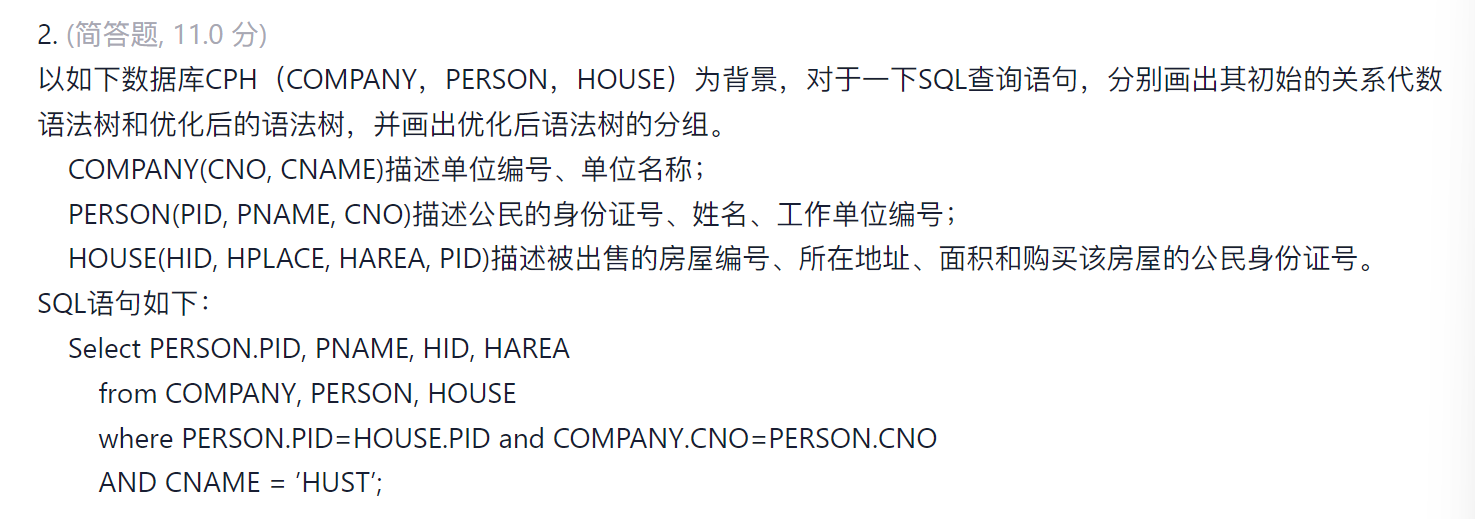 2. (简答题, 11.0 分)
以如下数据库CPH（COMPANY，PERSON，HOUSE）为背景，对于一下SQL查询语句，分别画出其初始的关系代数
语法树和优化后的语法树，并画出优化后语法树的分组。
COMPANY(CNO, CNAME)描述单位编号、单位名称；
PERSON(PID, PNAME, CNO)描述公民的身份证号、姓名、工作单位编号；
HOUSE(HID, HPLACE, HAREA, PID)描述被出售的房屋编号、所在地址、面积和购买该房屋的公民身份证号。
SQL语句如下：
Select PERSON.PID, PNAME, HID, HAREA
from COMPANY, PERSON, HOUSE
where PERSON.PID=HOUSE.PID and COMPANY.CNO=PERSON.CNO
AND CNAME = ’HUST’;